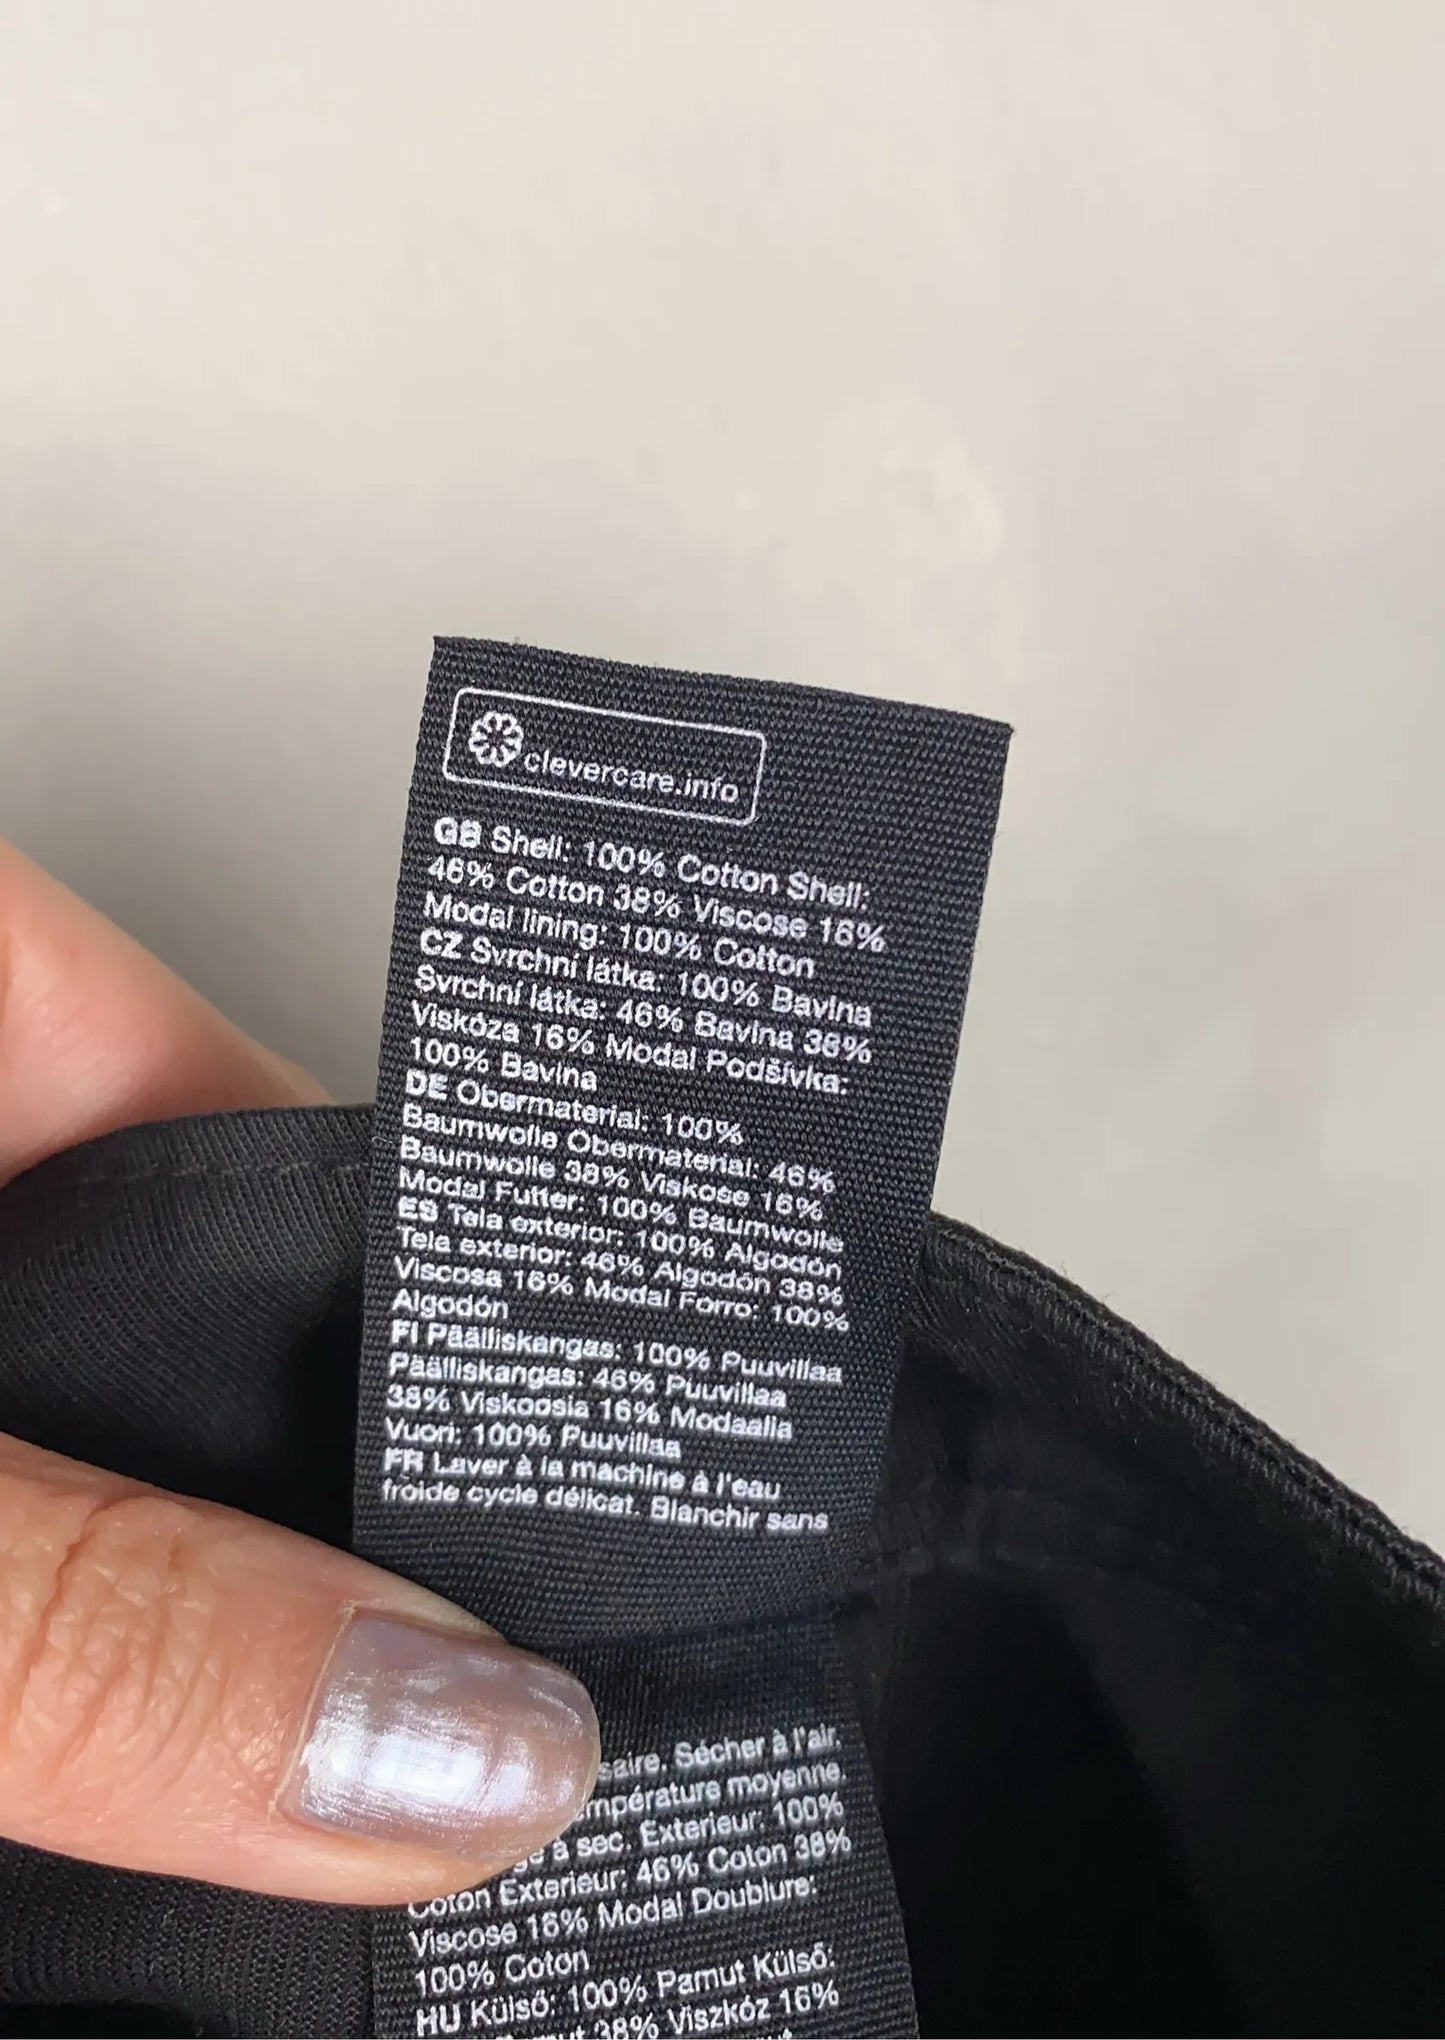 clevercare.info
GB Shell: 100% Cotton Shell:
46% Cotton 38% Viscose 16%
Modal lining: 100% Cotton
CZ Svrchní látka: 100% Bavlna
Svrchní látka: 46% Bavlna 38%
Viskóza 16% Modal Podšívka:
100% Bavlna
DE Obermaterial: 100%
Baumwolle Obermaterial: 46%
Baumwolle 38% Viskose 16%
Modal Futter: 100% Baumwolle
ES Tela exterior: 100% Algodón
Tela exterior: 46% Algodón 38%
Viscosa 16% Modal Forro: 100%
Algodón
FI Päälliskangas: 100% Puuvillaa
Päälliskangas: 46% Puuvillaa
38% Viskoosia 16% Modaalia
Vuori: 100% Puuvillaa
FR Laver à la machine à l'eau
froide cycle délicat. Blanchir sans
saire. Sécher à l'air.
mpérature moyenne.
à sec. Exterieur: 100%
Coton Exterieur: 46% Coton 38%
Viscose 16% Modal Doublure:
100% Coton
HU Külső: 100% Pamut Külső:
38% Viszkóz 16%